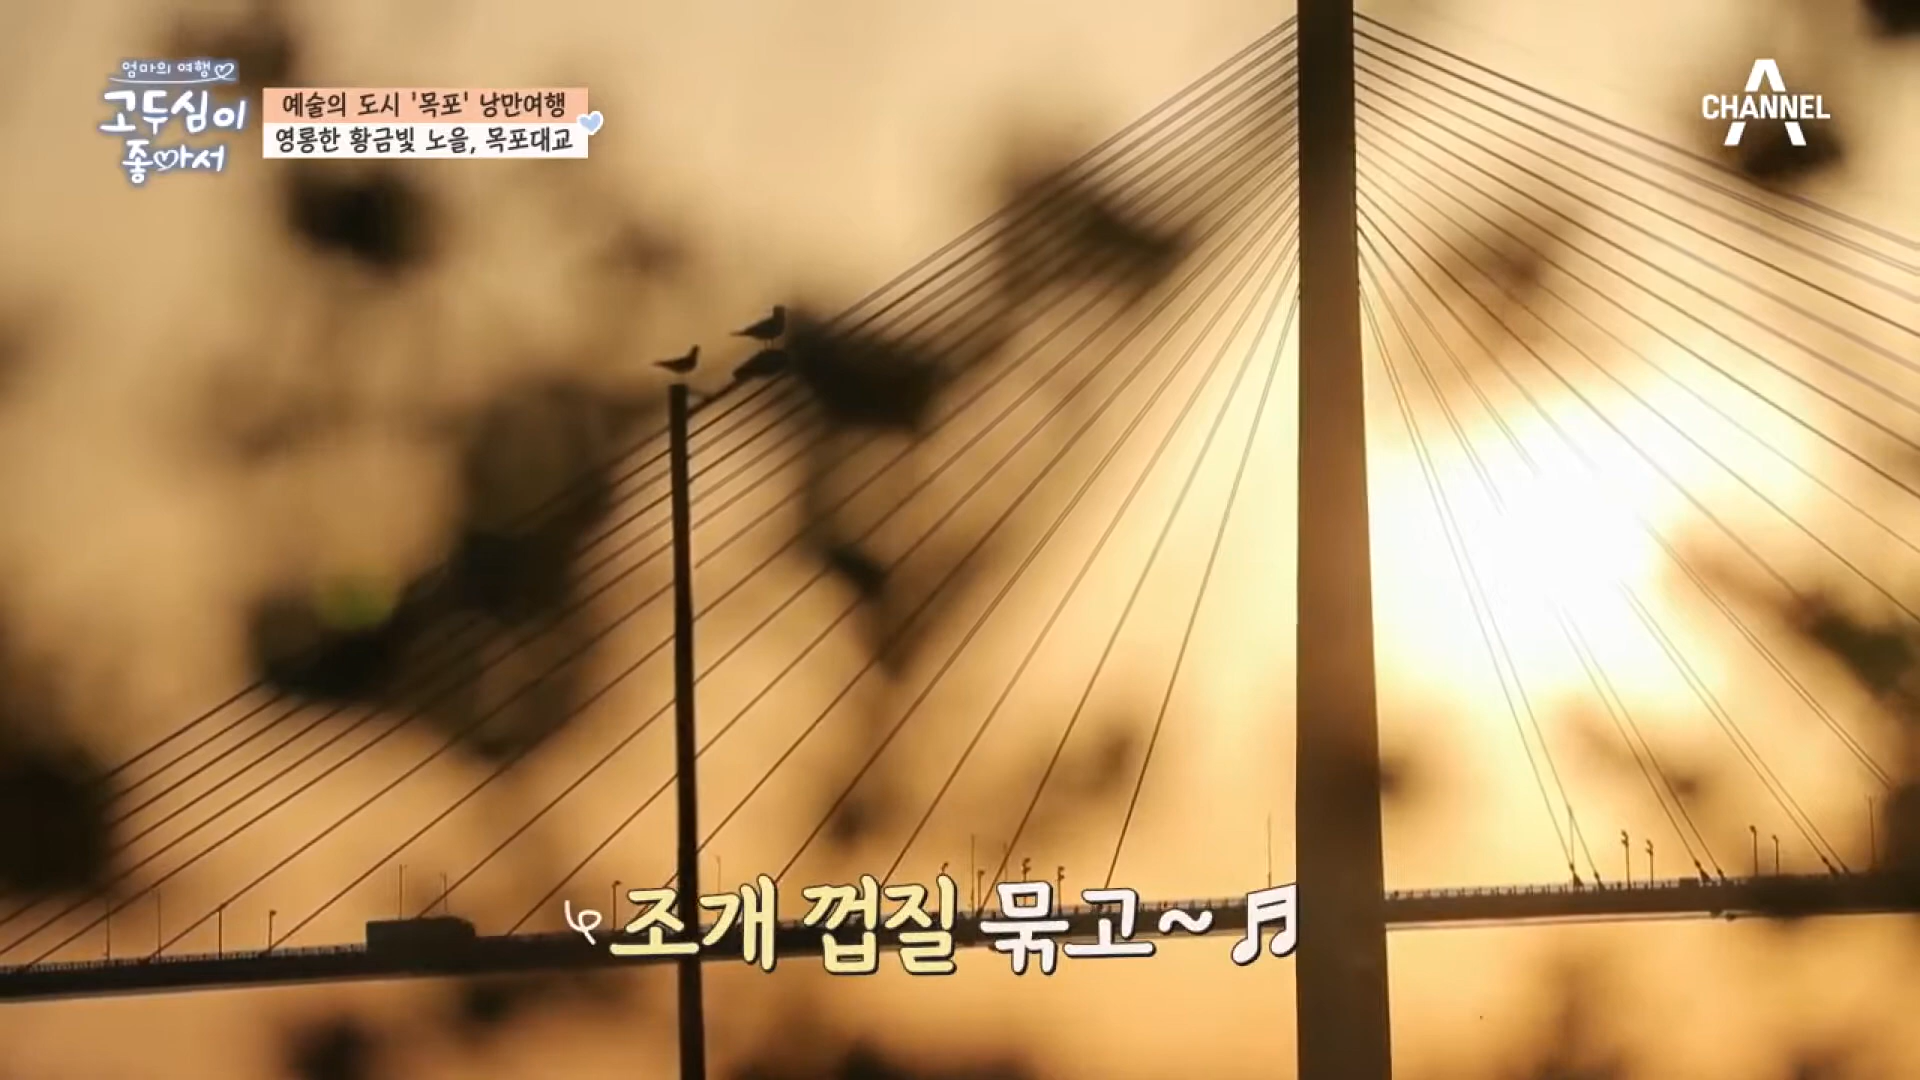 엄마의 여행
고두심이
좋아서
예술의 도시 '목포' 낭만여행
영롱한 황금빛 노을, 목포대교
CHANNEL A
조개 껍질 묶고~♬